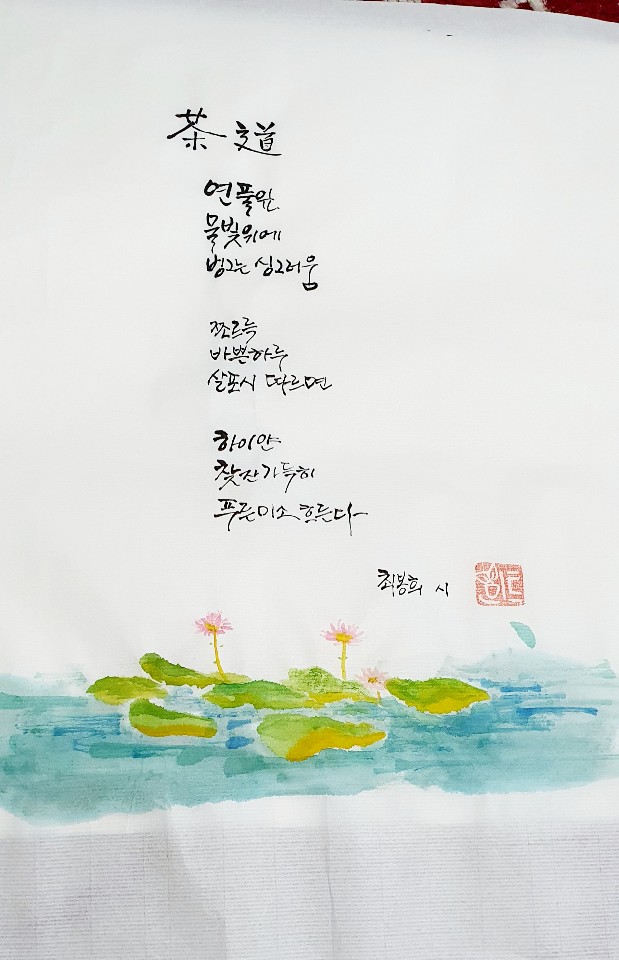 茶道
연풀잎
물빛위에
벙그는 싱그러움
쪼르륵
바쁜하루
살포시 따르면
하이얀
찻잔가득히
푸른미소 흐른다
최봉희 시